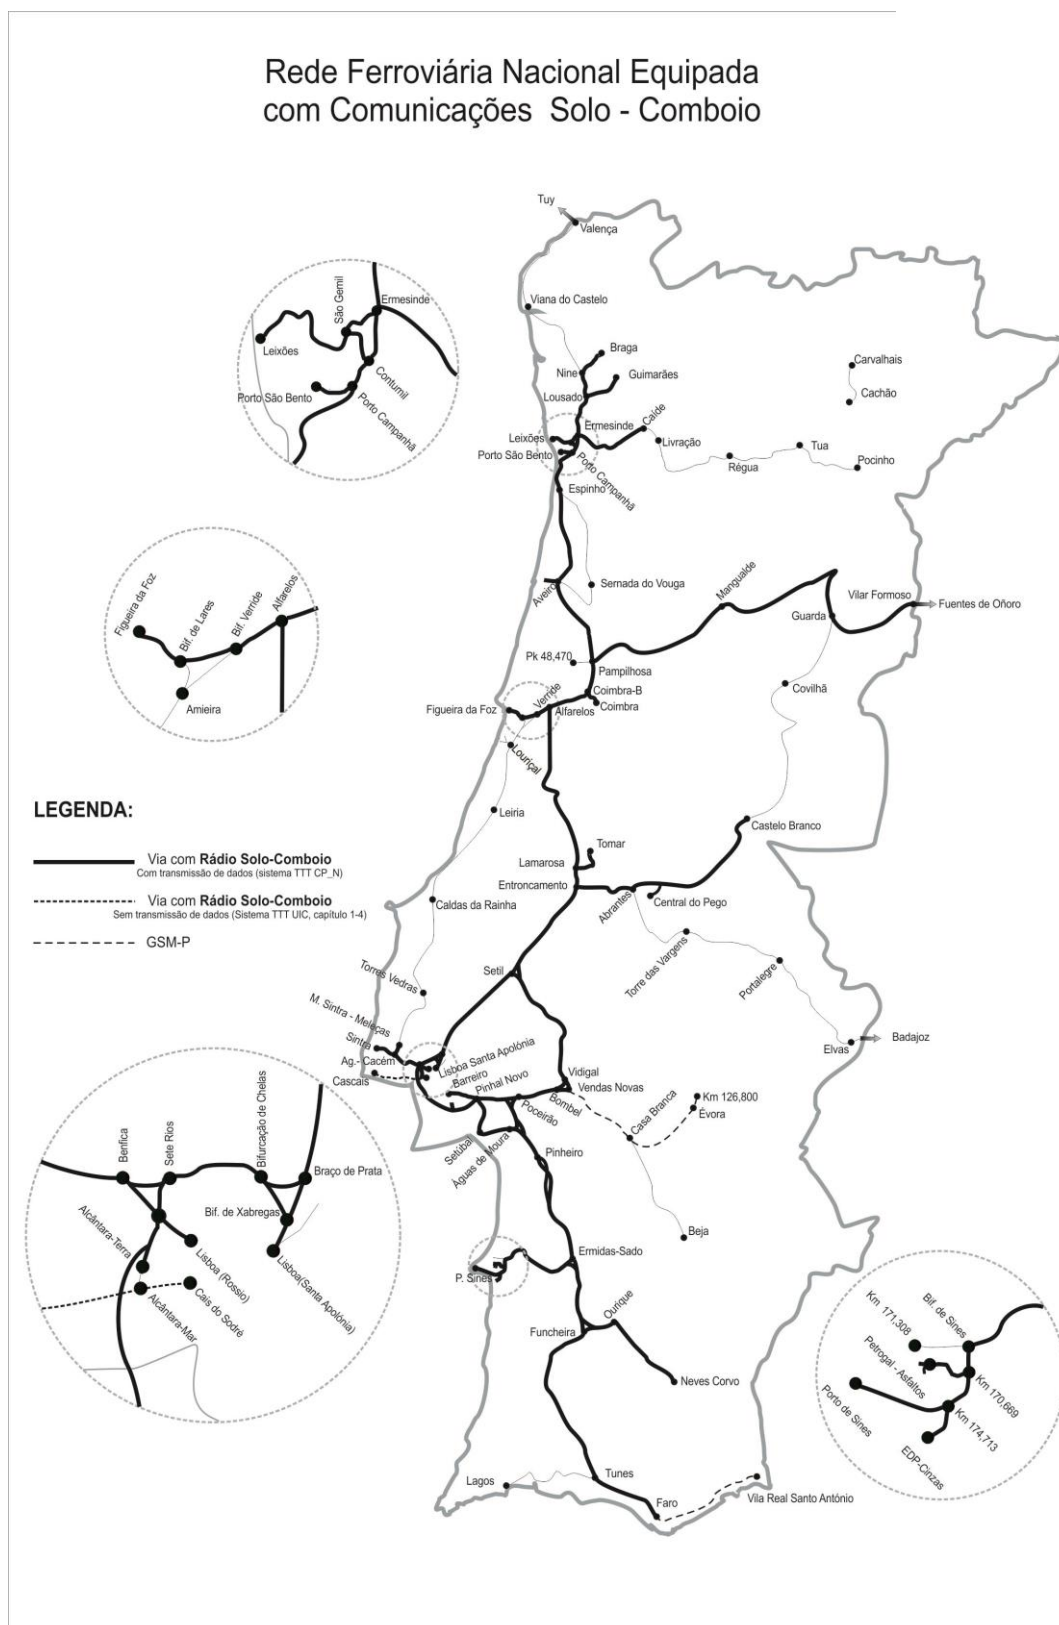 Rede Ferroviária Nacional Equipada
com Comunicações Solo - Comboio
Tuy
Valença
Viana do Castelo
Braga
Nine
Guimarães
Lousado
Ermesinde
Caíde
Leixões
Livração
Porto São Bento
Porto Campanhã
Régua
Tua
Pocinho
Carvalhais
Cachão
Espinho
Aveiro
Sernada do Vouga
Mangualde
Vilar Formoso
Fuentes de Oñoro
Guarda
Pk 48,470
Pampilhosa
Coimbra-B
Coimbra
Covilhã
Verride
Figueira da Foz
Alfarelos
Louriçal
Leiria
Castelo Branco
Tomar
Lamarosa
Entroncamento
Abrantes
Central do Pego
Caldas da Rainha
Torre das Vargens
Portalegre
Setil
Torres Vedras
M. Sintra - Meleças
Sintra
Ag.- Cacém
Cascais
Lisboa Santa Apolónia
Barreiro
Pinhal Novo
Elvas
Badajoz
Vidigal
Vendas Novas
Bombel
Poceirão
Km 126,800
Évora
Casa Branca
Setúbal
Àguas de Moura
Pinheiro
Beja
Ermidas-Sado
P. Sines
Ourique
Funcheira
Neves Corvo
Lagos
Tunes
Faro
Vila Real Santo António
São Gemil
Ermesinde
Leixões
Contumil
Porto São Bento
Porto Campanhã
Figueira da Foz
Bif. de Lares
Bif. Verride
Alfarelos
Amieira
LEGENDA:
Via com Rádio Solo-Comboio
Com transmissão de dados (sistema TTT CP_N)
Via com Rádio Solo-Comboio
Sem transmissão de dados (Sistema TTT UIC, capítulo 1-4)
GSM-P
Benfica
Sete Rios
Bifurcação de Chelas
Braço de Prata
Bif. de Xabregas
Alcântara-Terra
Lisboa (Rossio)
Lisboa(Santa Apolónia)
Cais do Sodré
Alcântara-Mar
Km 171,308
Bif. de Sines
Petrogal - Asfaltos
Km 170,669
Porto de Sines
Km 174,713
EDP-Cinzas